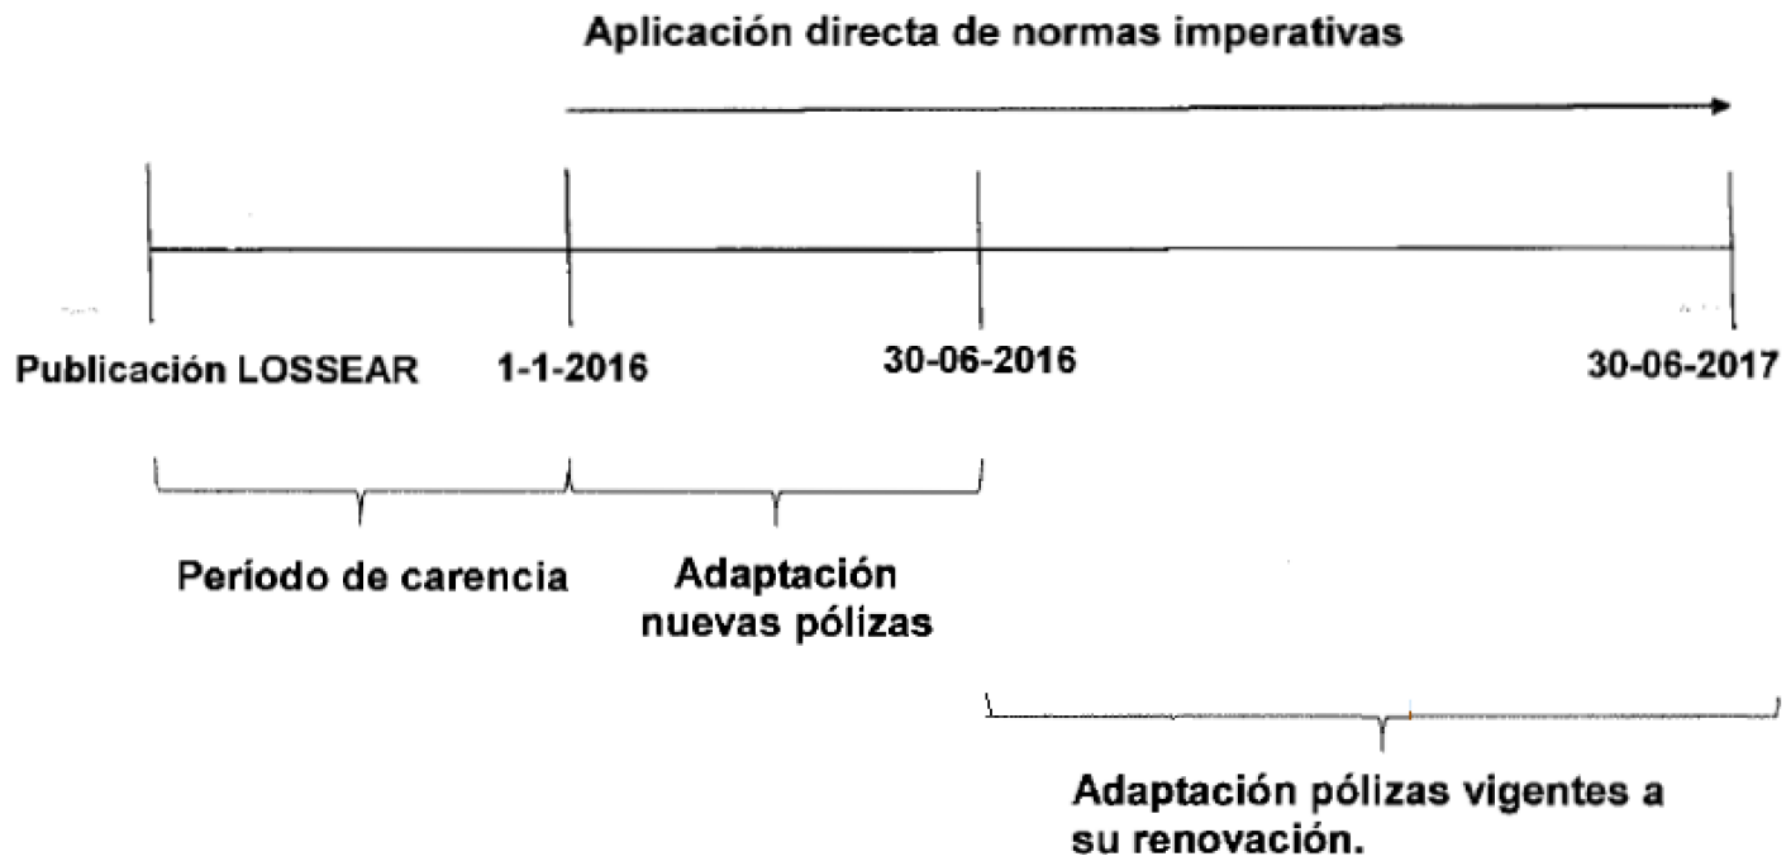 Aplicación directa de normas imperativas
Publicación LOSSEAR
1-1-2016
30-06-2016
30-06-2017
Período de carencia
Adaptación
nuevas pólizas
Adaptación pólizas vigentes a
su renovación.